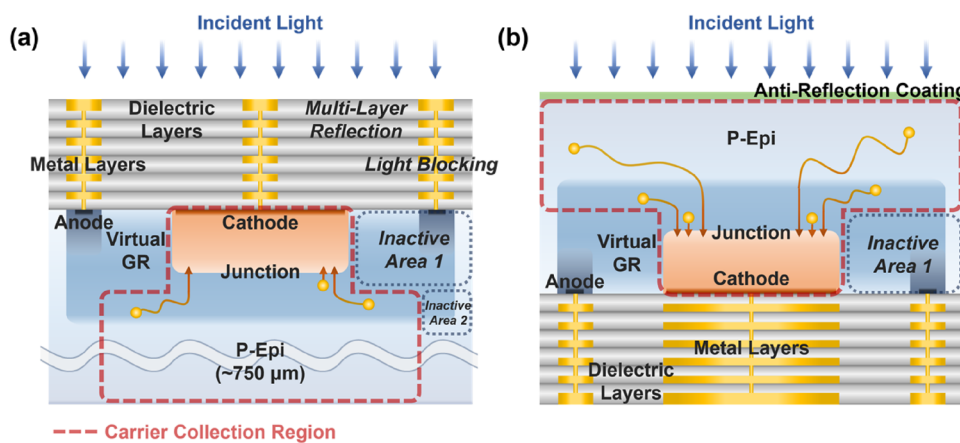 (a)
Incident Light
Dielectric
Layers
Multi-Layer
Reflection
Metal Layers
Light Blocking
Anode
Cathode
Virtual
GR
Inactive
Area 1
Junction
Inactive
Area 2
P-Epi
(~750 μm)
Carrier Collection Region
(b)
Incident Light
Anti-Reflection Coating
P-Epi
Junction
Virtual
GR
Inactive
Area 1
Anode
Cathode
Metal Layers
Dielectric
Layers